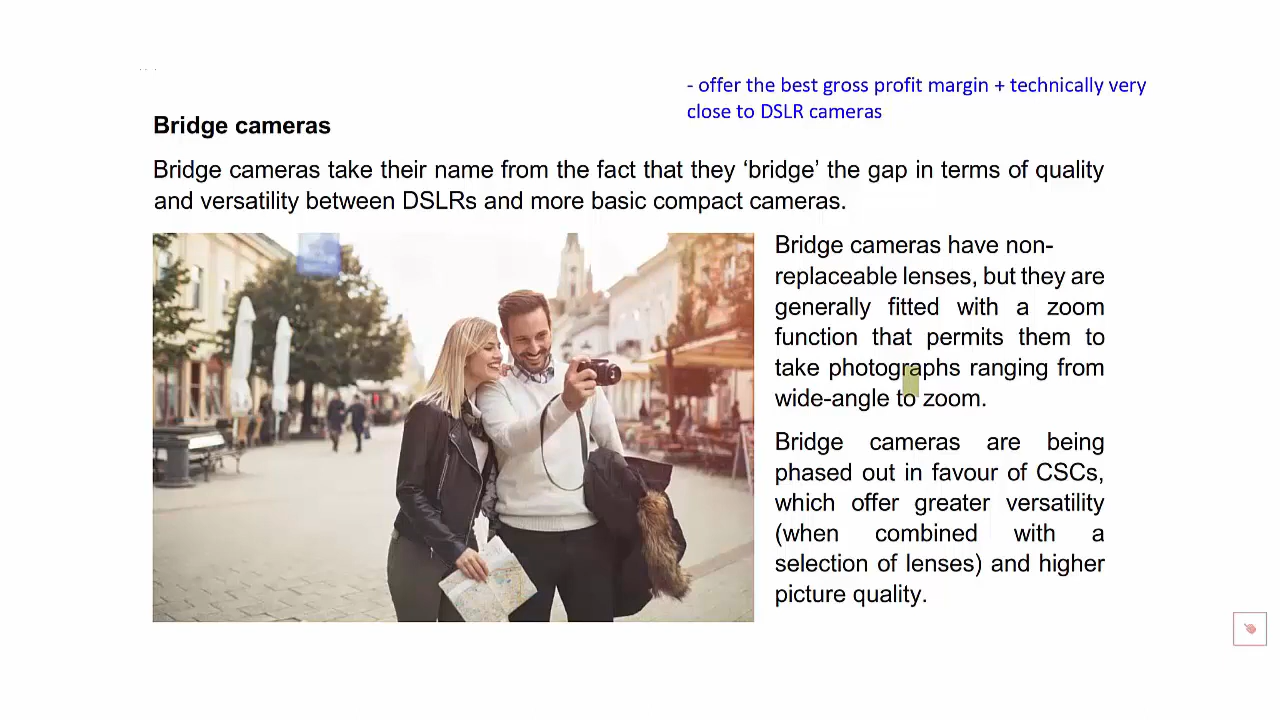 - offer the best gross profit margin + technically very
close to DSLR cameras
Bridge cameras
Bridge cameras take their name from the fact that they ‘bridge’ the gap in terms of quality
and versatility between DSLRs and more basic compact cameras.
Bridge cameras have non-
replaceable lenses, but they are
generally fitted with a zoom
function that permits them to
take photographs ranging from
wide-angle to zoom.
Bridge cameras are being
phased out in favour of CSCs,
which offer greater versatility
(when combined with a
selection of lenses) and higher
picture quality.